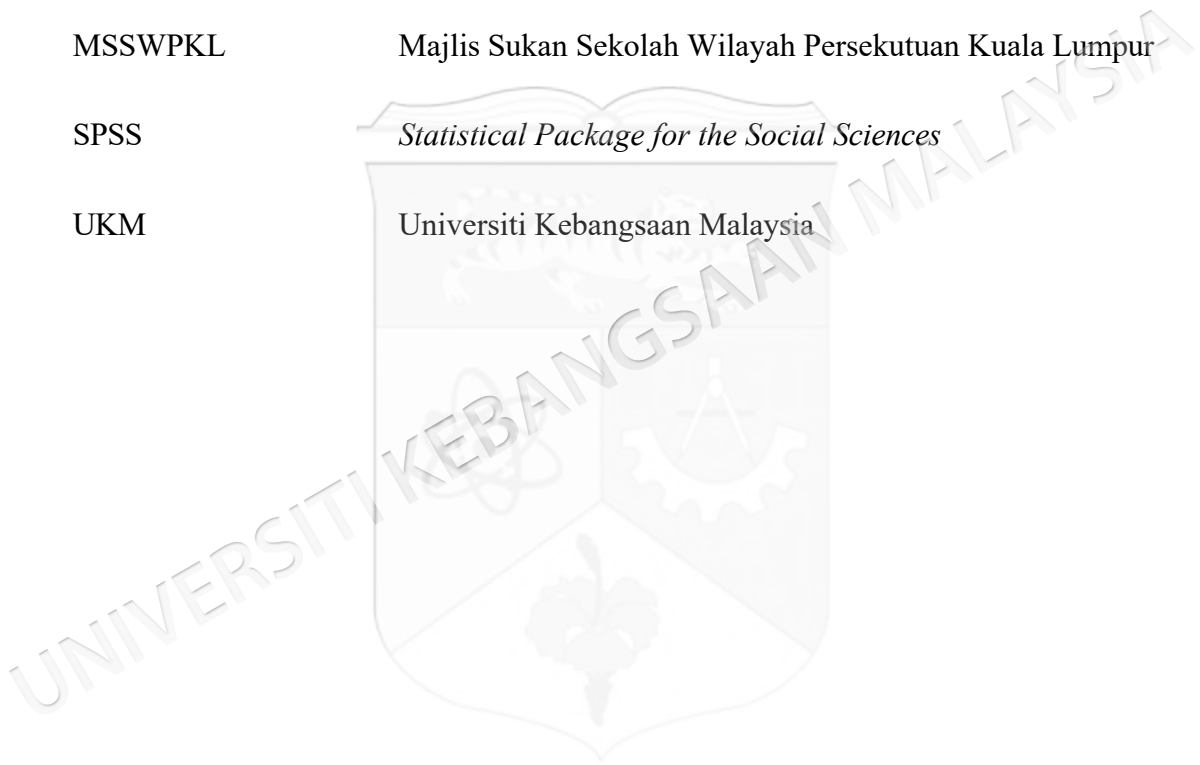 MSSWPKL Majlis Sukan Sekolah Wilayah Persekutuan Kuala Lumpur
SPSS Statistical Package for the Social Sciences
UKM Universiti Kebangsaan Malaysia
UNIVERSITI KEBANGSAAN MALAYSIA